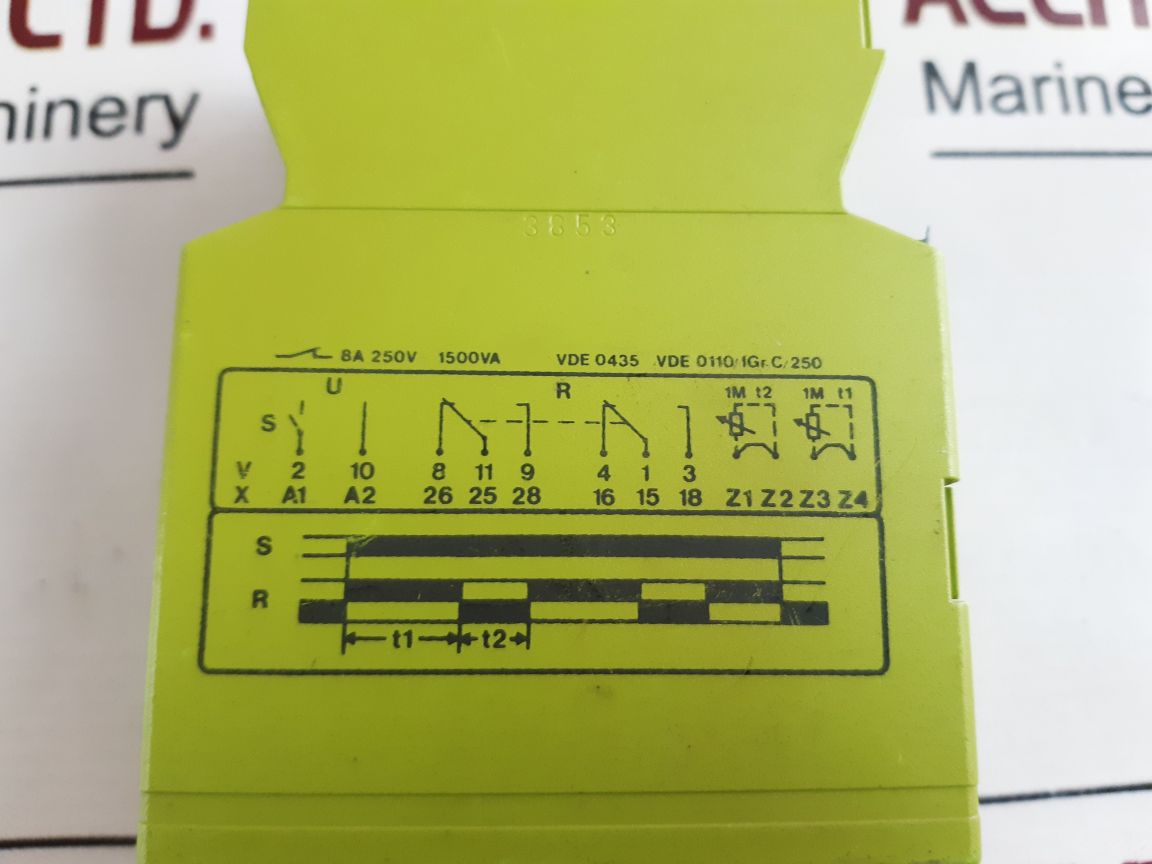 CTD.
hinery
ACCM
Marine
3853
8A 250V 1500VA VDE 0435 VDE 0110/1Gr.C/250
U R 1M t2 1M t1
S
V 2 10 8 11 9 4 1 3
X A1 A2 26 25 28 16 15 18 Z1 Z2 Z3 Z4
S
R
t1 t2